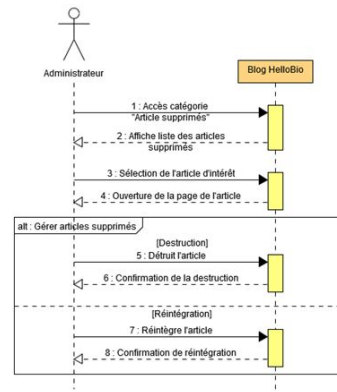 Administrateur
Blog HelloBio
1 : Accès catégorie
"Article supprimés"
2 : Affiche liste des articles
supprimés
3 : Sélection de l'article d'intérêt
4 : Ouverture de la page de l'article
alt : Gérer articles supprimés
[Destruction]
5 : Détruit l'article
6 : Confirmation de la destruction
[Réintégration]
7 : Réintègre l'article
8 : Confirmation de réintégration